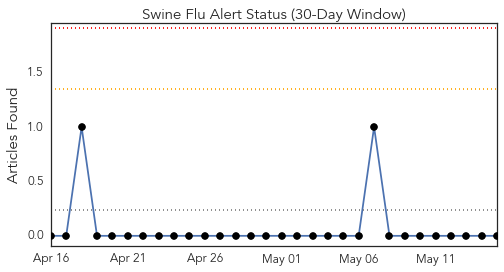 Swine Flu Alert Status (30-Day Window)
Articles Found
1.5
1.0
0.5
0.0
Apr 16 Apr 21 Apr 26 May 01 May 06 May 11